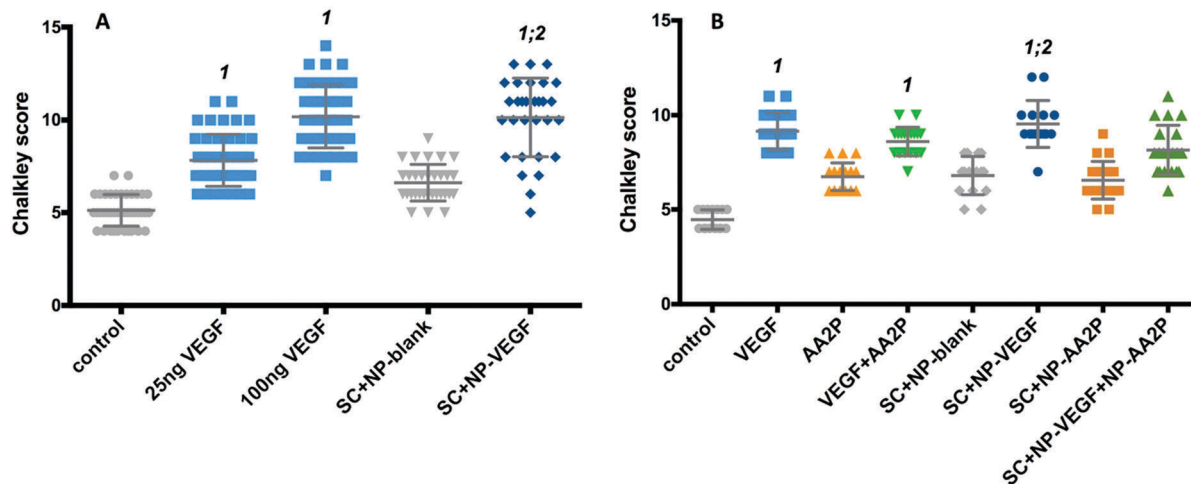 A
Chalkley score
15
10
5
0
1
1
1;2
control
25ng VEGF
100ng VEGF
SC+NP-blank
SC+NP-VEGF
B
Chalkley score
15
10
5
0
1
1
1;2
control
VEGF
AA2P
VEGF+AA2P
SC+NP-blank
SC+NP-VEGF
SC+NP-AA2P
SC+NP-VEGF+NP-AA2P